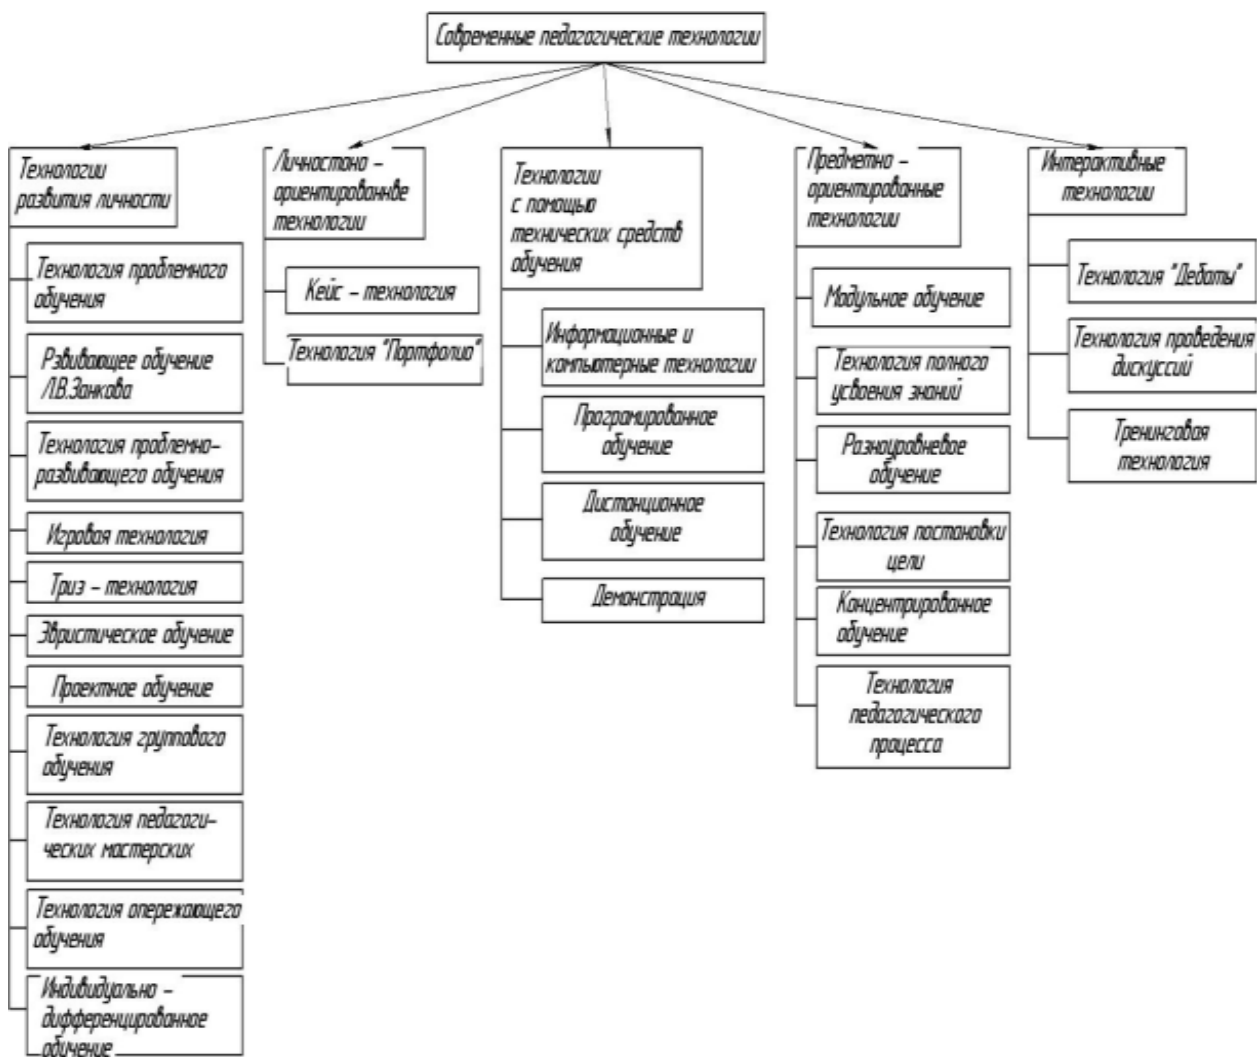 Современные педагогические технологии
Технологии
развития личности
Технология проблемного
обучения
Рзвивающее обучение
Л.В.Занкова
Технология проблемно-
развивающего обучения
Игровая технология
Триз - технология
Эвристическое обучение
Проектное обучение
Технология группового
обучения
Технология педагоги-
ческих мастерских
Технология опережающего
обучения
Индивидуально -
дифференцированное
обучение
Личностоно -
ориентированнве
технологии
Кейс - технология
Технология "Портфолио"
Технологии
с помощью
технических средств
обучения
Информационные и
компьютерные технологии
Програмированное
обучение
Дистанционное
обучение
Демонстрация
Предметно -
ориентированные
технологии
Модульное обучение
Технология полного
усвоения знаний
Разноуровневое
обучение
Технология постановки
цели
Концентрированное
обучение
Технология
педагогического
процесса
Интерактивные
технологии
Технология "Дебаты"
Технология проведения
дискуссий
Тренинговая
технология